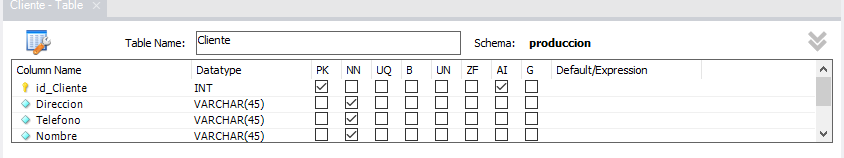 Cliente - Table
Table Name: Cliente Schema: produccion
Column Name Datatype PK NN UQ B UN ZF AI G Default/Expression
id_Cliente INT
Direccion VARCHAR(45)
Telefono VARCHAR(45)
Nombre VARCHAR(45)